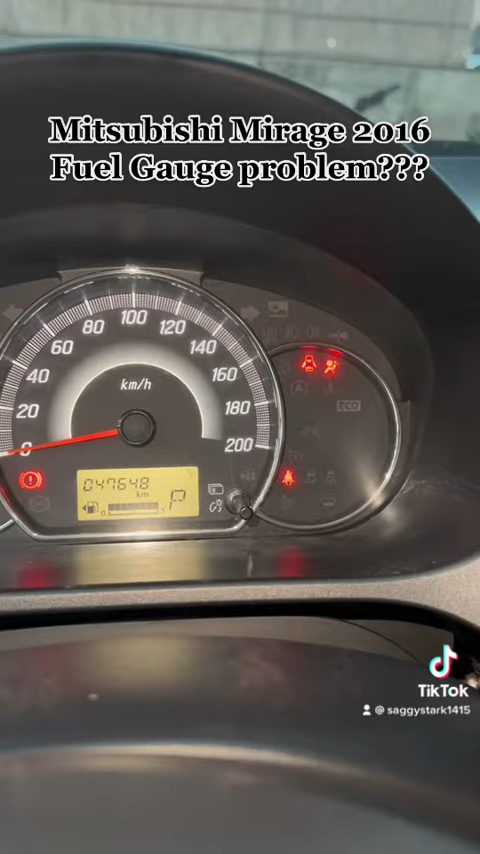 Mitsubishi Mirage 2016
Fuel Gauge problem???
100
80
120
60
140
km/h
40
160
20
180
0
200
ECO
047648
km
P
TikTok
@ saggystark1415